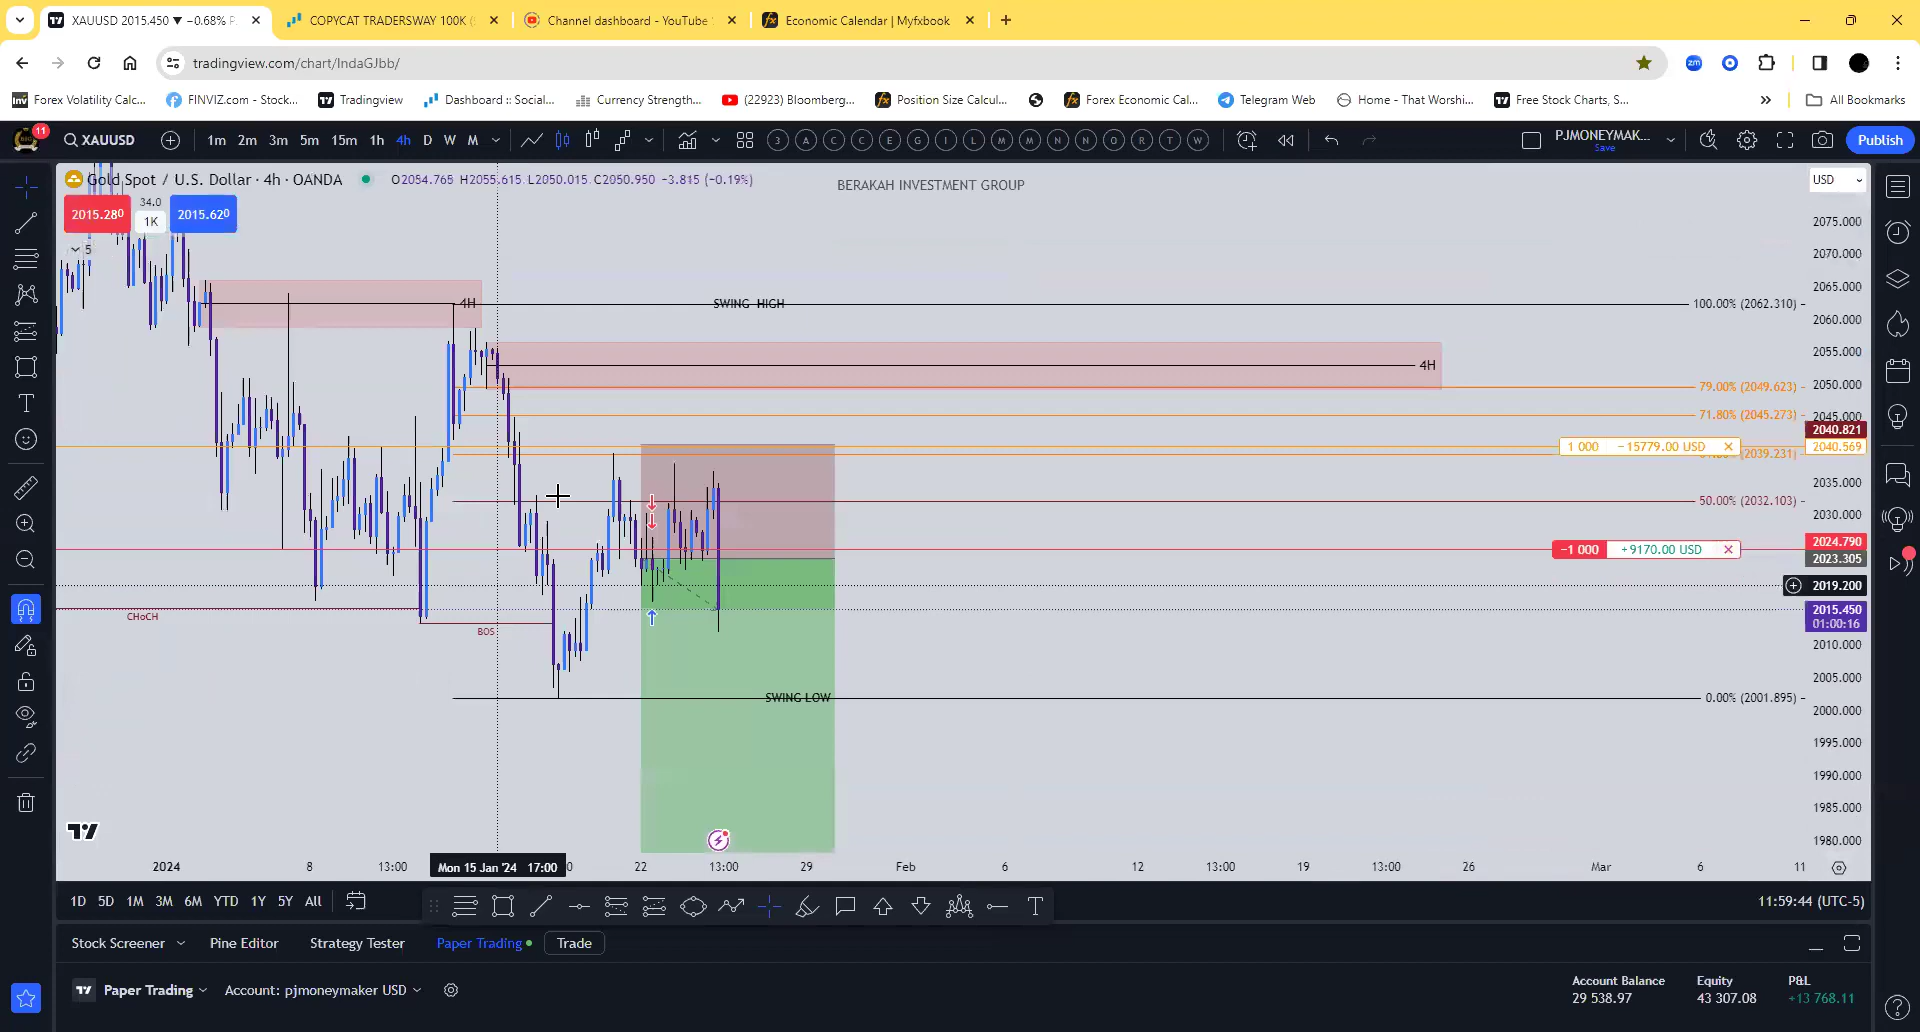 XAUUSD 2015.450 ▼ −0.68% P
COPYCAT TRADERSWAY 100K (
Channel dashboard - YouTube
Economic Calendar | Myfxbook
tradingview.com/chart/IndaGJbb/
zm
Forex Volatility Calc...
FINVIZ.com - Stock...
Tradingview
Dashboard :: Social...
Currency Strength...
(22923) Bloomberg...
Position Size Calcul...
Forex Economic Cal...
Telegram Web
Home - That Worshi...
Free Stock Charts, S...
All Bookmarks
11
XAUUSD
1m 2m 3m 5m 15m 1h 4h D W M
3 A C C E G I L M M N N O R T W
PJMONEYMAK...
Save
Publish
Gold Spot / U.S. Dollar · 4h · OANDA
O2054.765 H2055.615 L2050.015 C2050.950 −3.815 (−0.19%)
BERAKAH INVESTMENT GROUP
USD
2015.280
34.0
1K
2015.620
5
4H
SWING HIGH
100.00% (2062.310)
4H
79.00% (2049.623)
71.80% (2045.273)
1 000 −15779.00 USD
(2039.231)
50.00% (2032.103)
−1 000 +9170.00 USD
CHoCH
BOS
SWING LOW
0.00% (2001.895)
2075.000
2070.000
2065.000
2060.000
2055.000
2050.000
2045.000
2040.821
2040.569
2035.000
2030.000
2024.790
2023.305
2019.200
2015.450
01:00:16
2010.000
2005.000
2000.000
1995.000
1990.000
1985.000
1980.000
2024 8 13:00 Mon 15 Jan '24 17:00 22 13:00 29 Feb 6 12 13:00 19 13:00 26 Mar 6 11
1D 5D 1M 3M 6M YTD 1Y 5Y All
11:59:44 (UTC-5)
Stock Screener
Pine Editor
Strategy Tester
Paper Trading
Trade
Paper Trading
Account: pjmoneymaker USD
Account Balance
29 538.97
Equity
43 307.08
P&L
+13 768.11